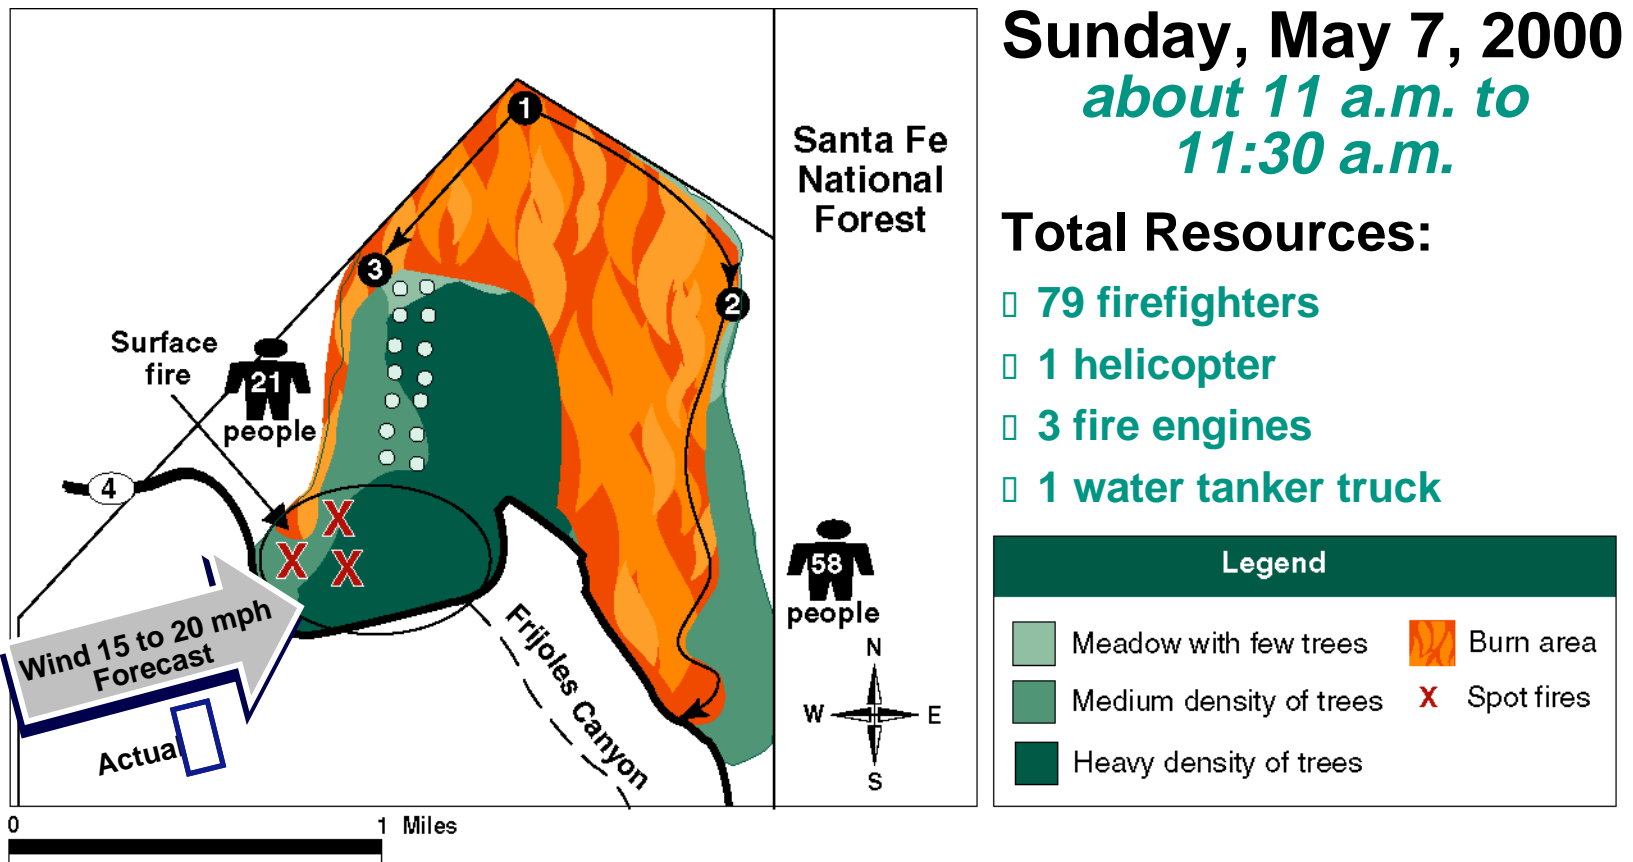 Sunday, May 7, 2000
about 11 a.m. to
11:30 a.m.
Total Resources:
79 firefighters
1 helicopter
3 fire engines
1 water tanker truck
Legend
Meadow with few trees
Medium density of trees
Heavy density of trees
Burn area
X Spot fires
Santa Fe
National
Forest
1
2
3
Surface
fire
21
people
4
X
X
X
58
people
Wind 15 to 20 mph
Forecast
Actual
Frijoles Canyon
N
W E
S
0 1 Miles